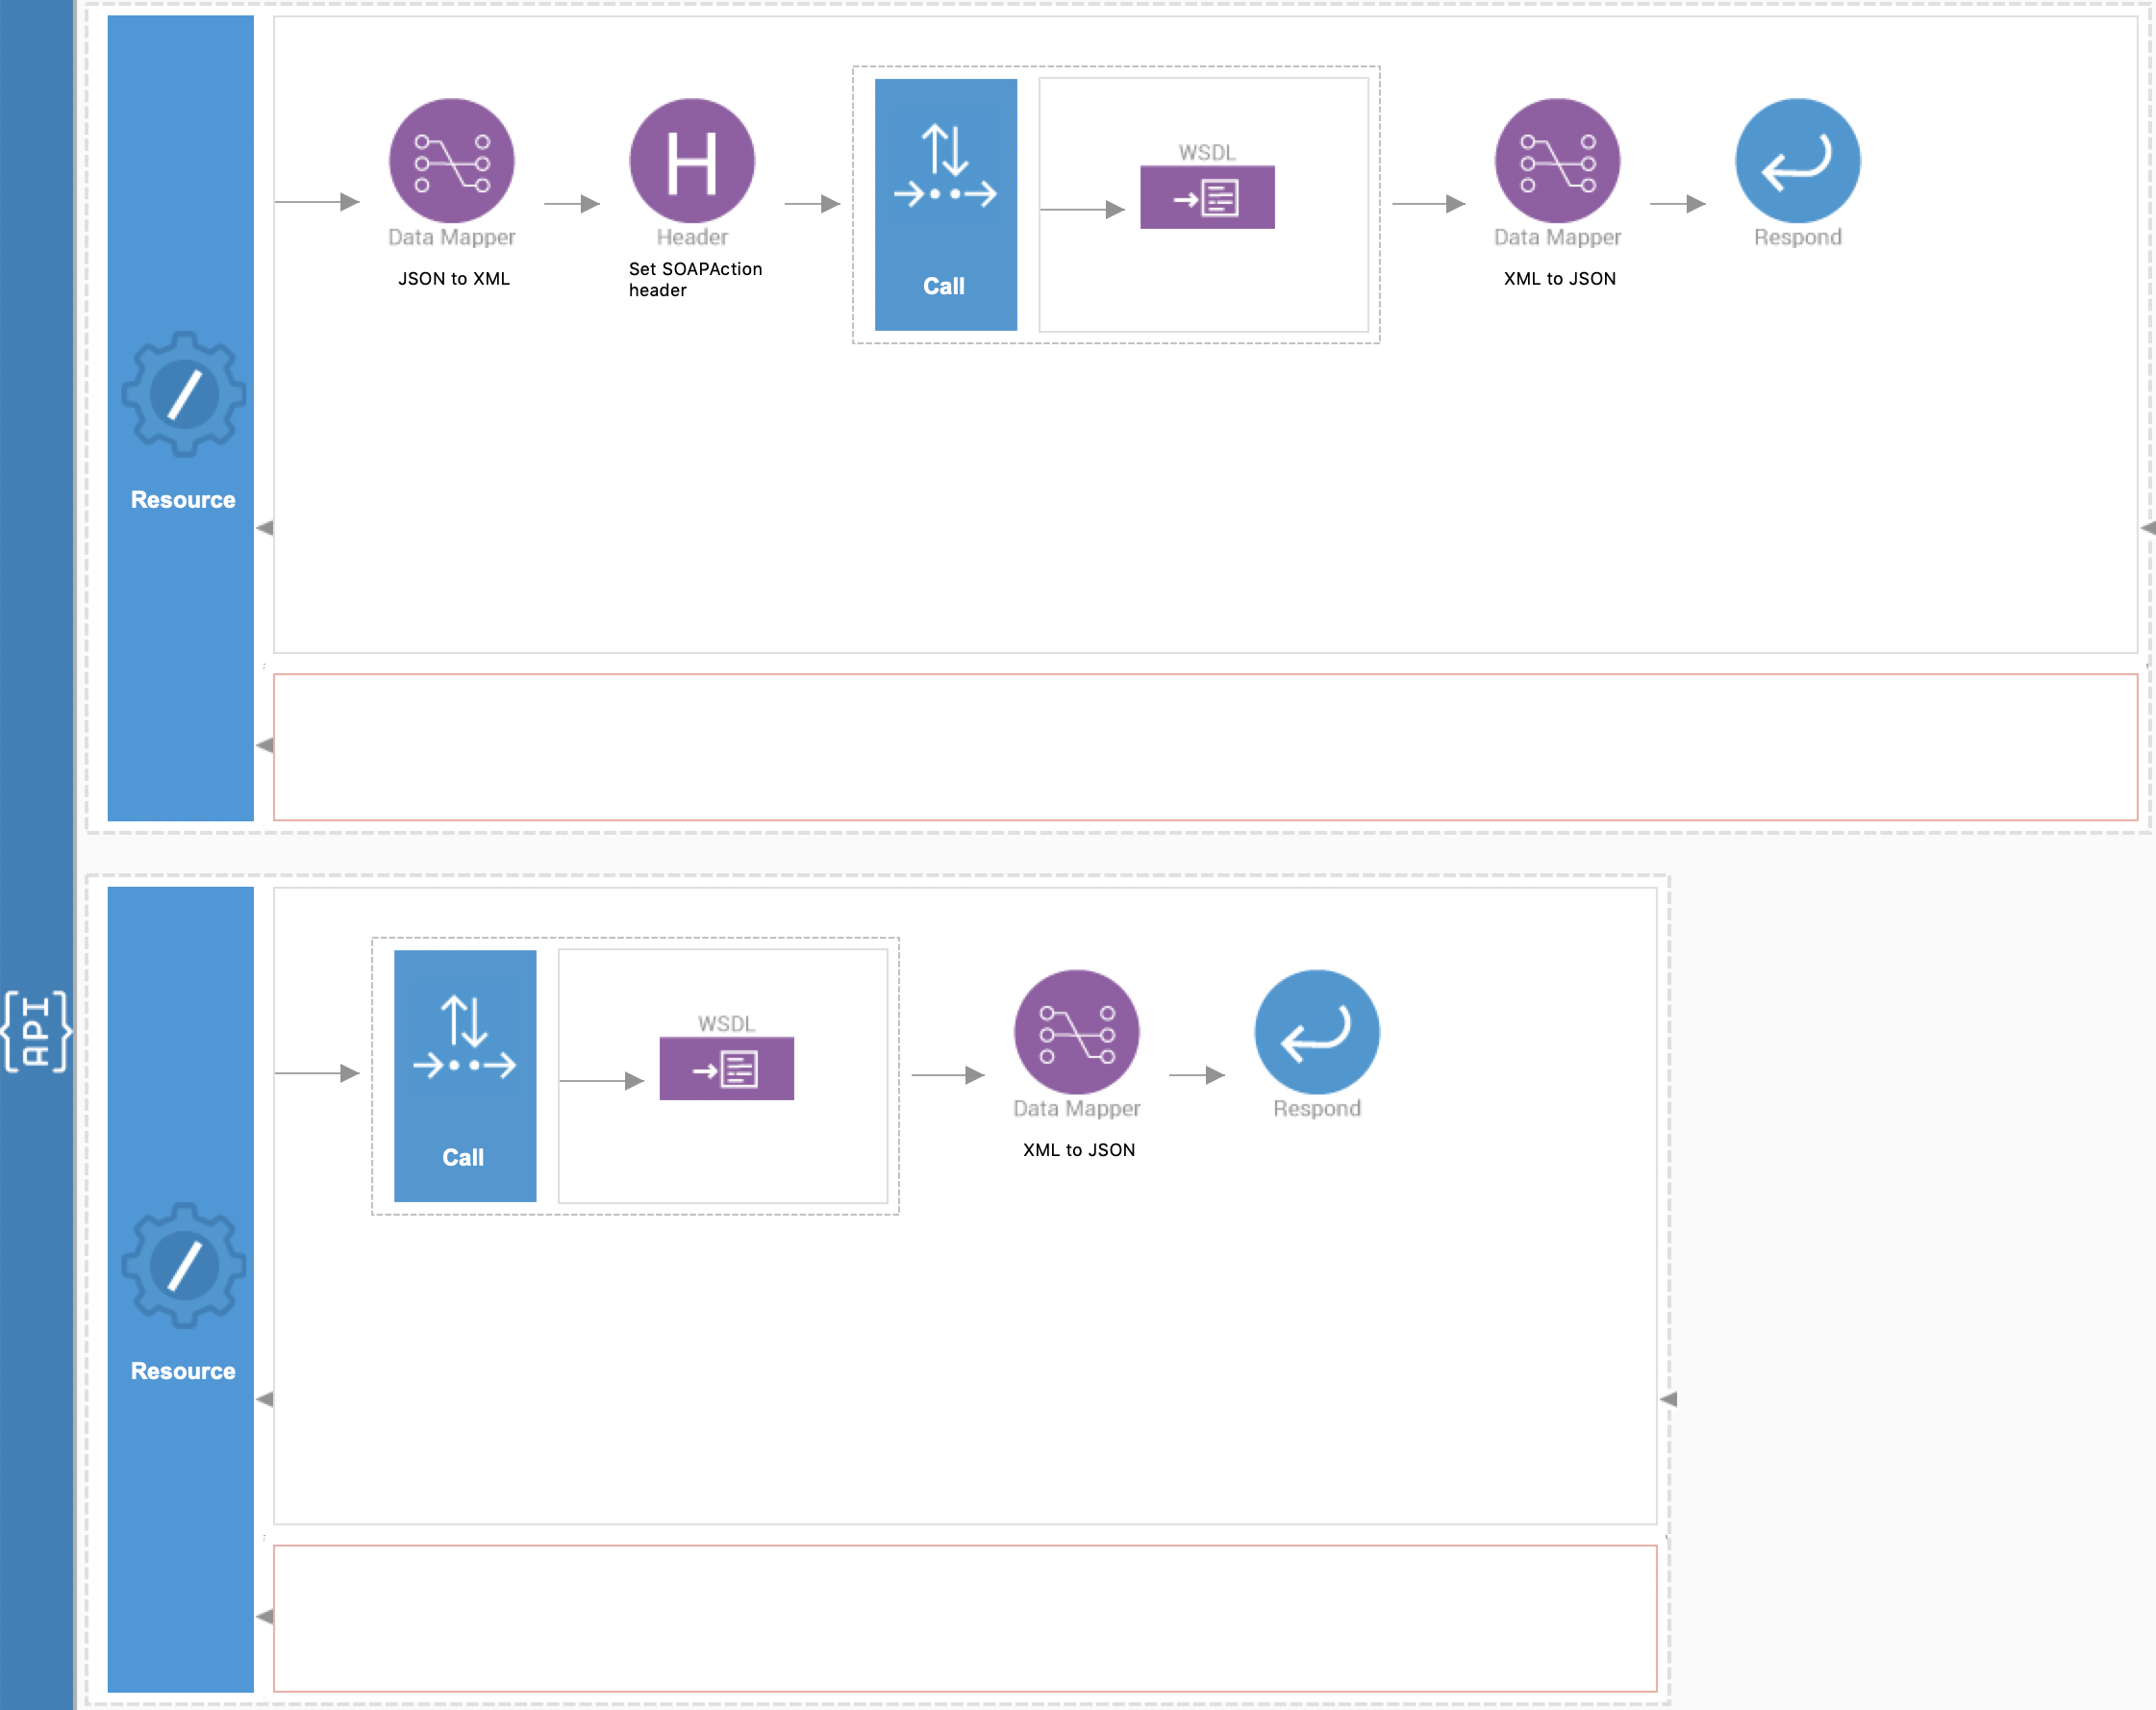 Data Mapper
JSON to XML
H
Header
Set SOAPAction
header
Call
WSDL
Data Mapper
XML to JSON
Respond
Resource
{API}
Call
WSDL
Data Mapper
XML to JSON
Respond
Resource